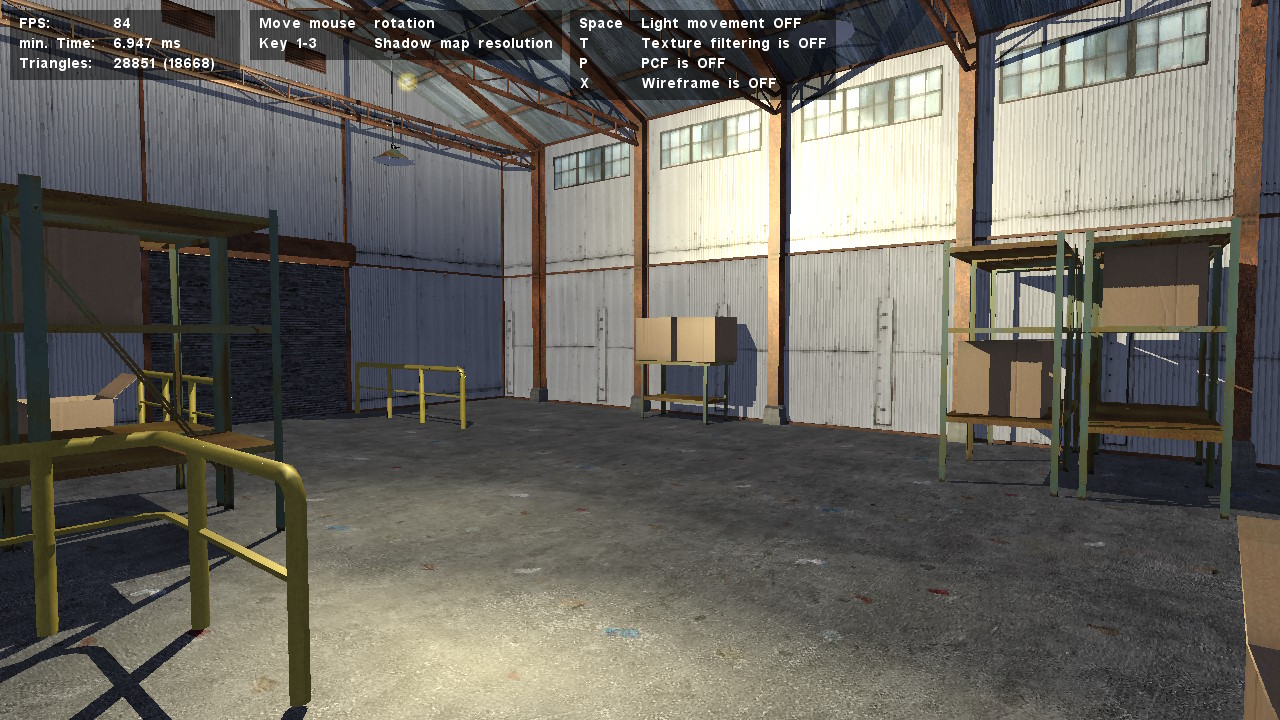 FPS: 84
min. Time: 6.947 ms
Triangles: 28851 (18668)
Move mouse rotation
Key 1-3 Shadow map resolution
Space Light movement OFF
T Texture filtering is OFF
P PCF is OFF
X Wireframe is OFF